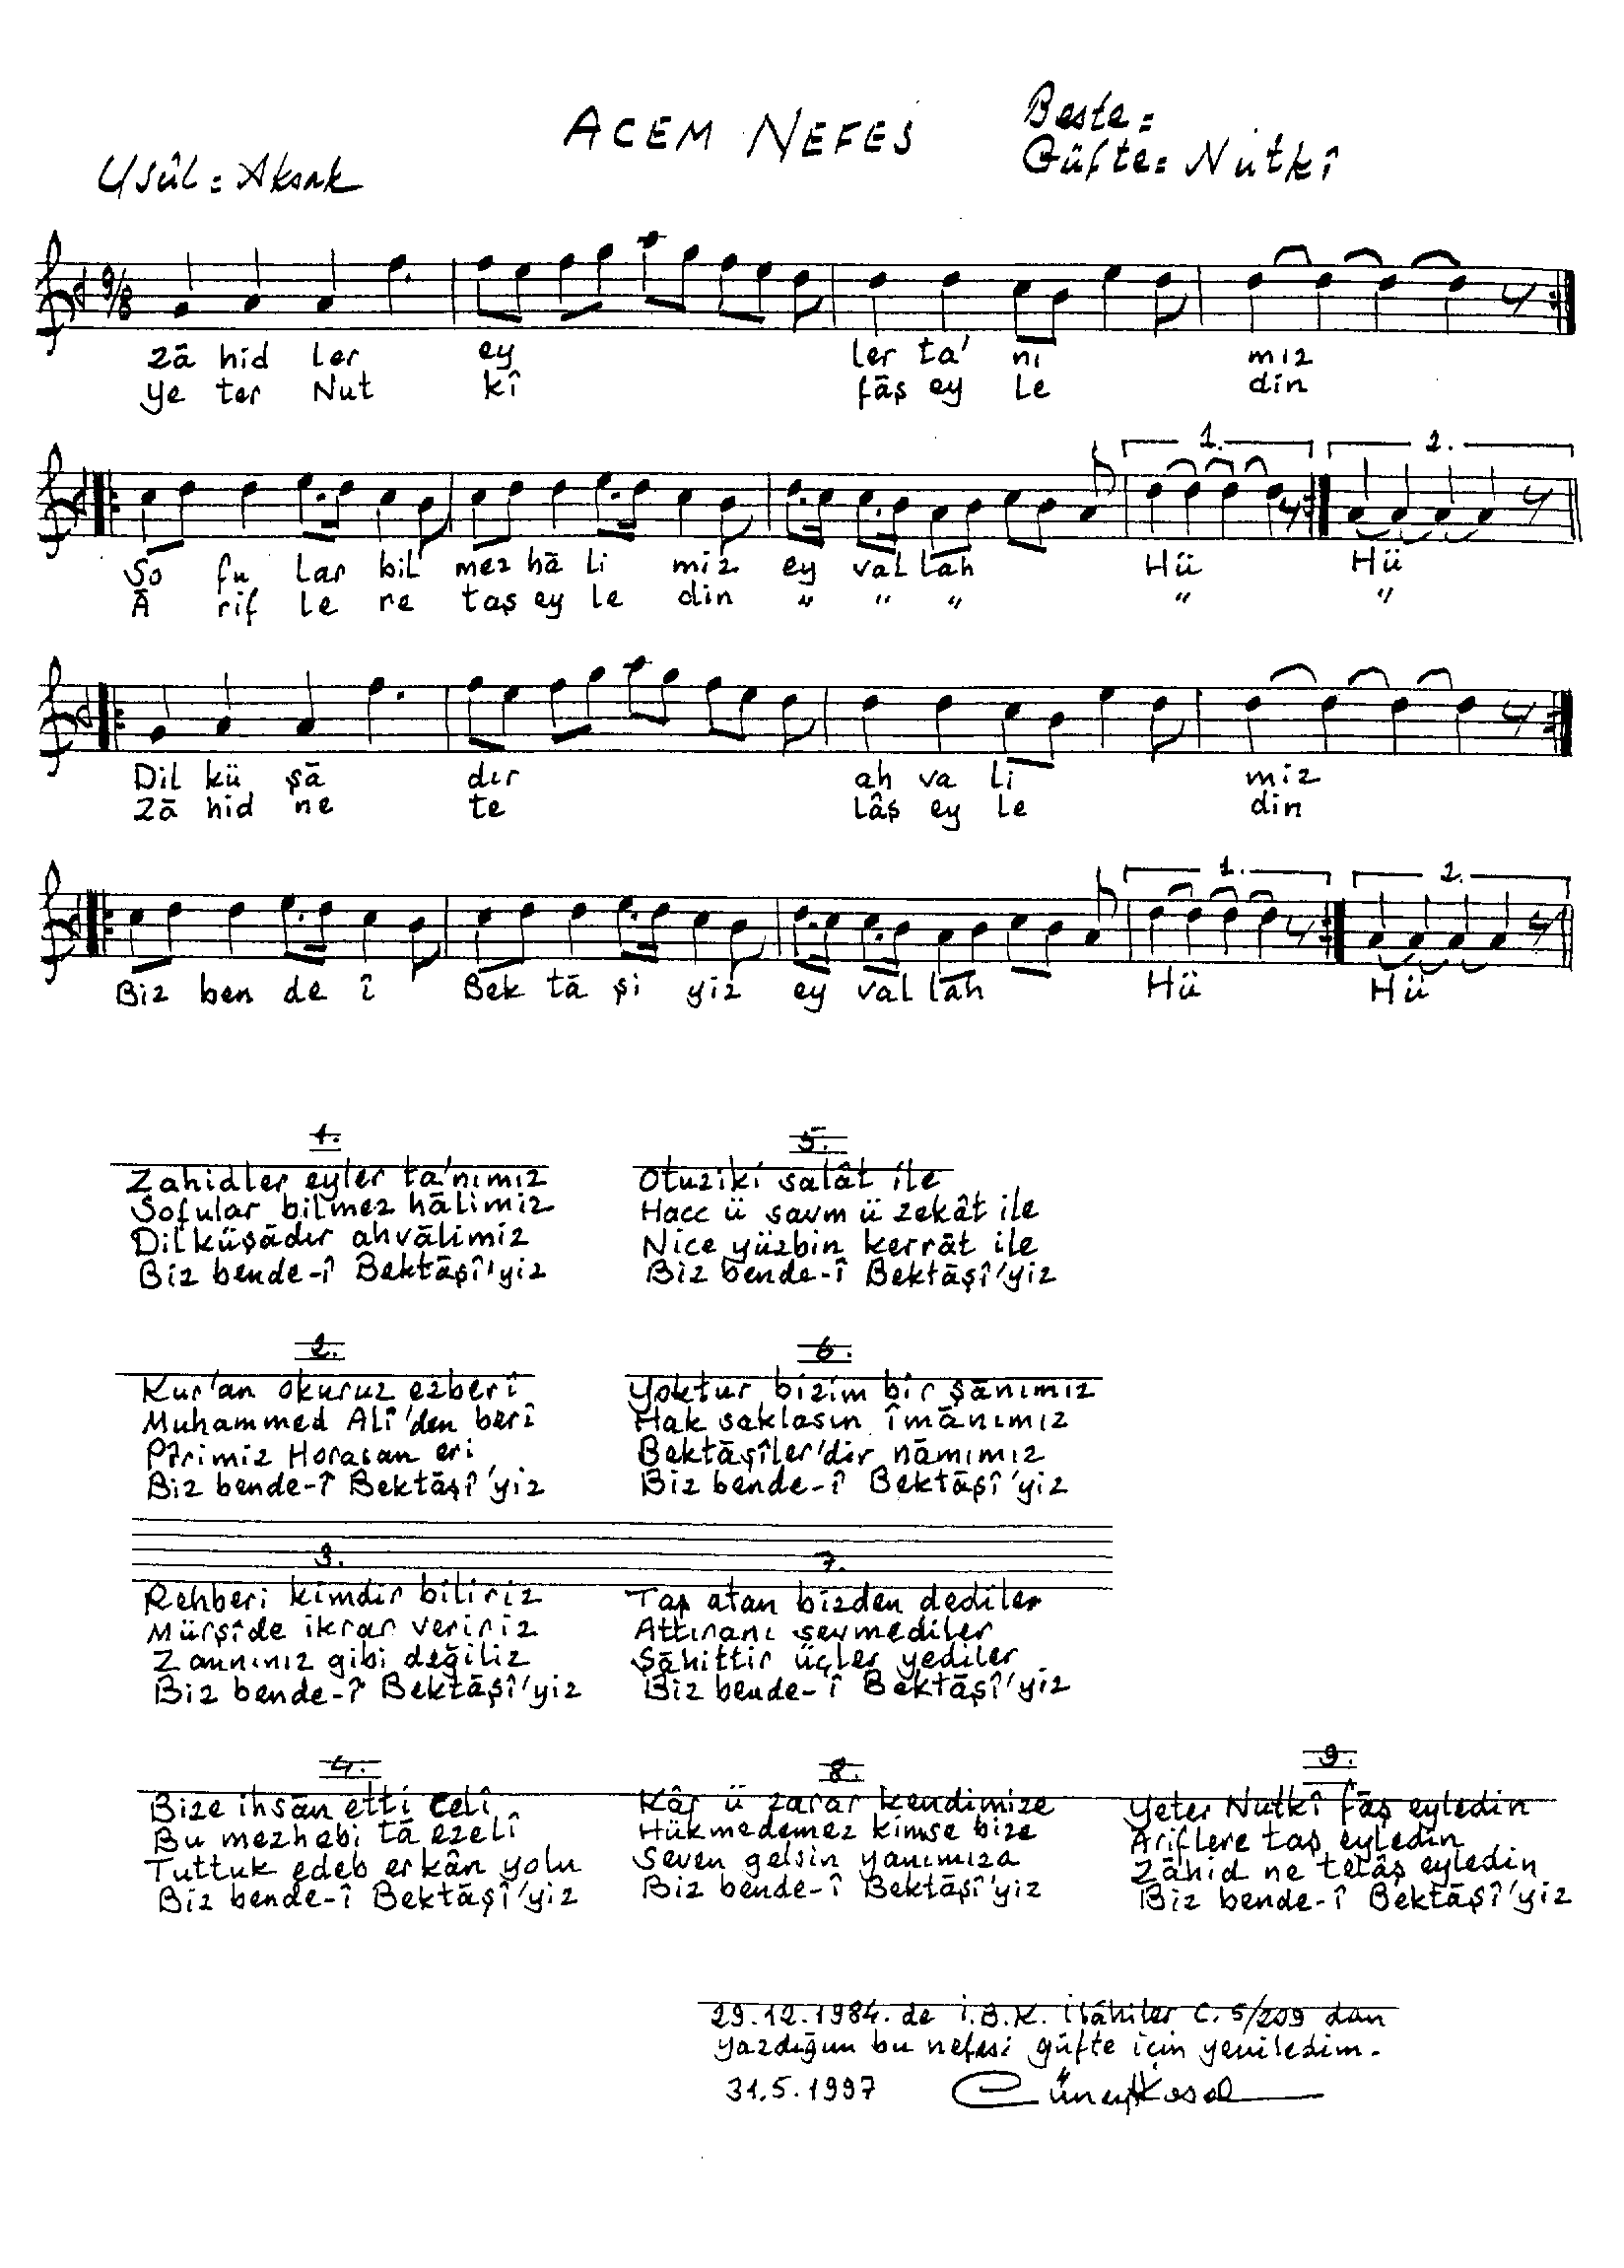 ACEM NEFES
Beste:
Güfte: Nutkî
Usûl: Aksak
9/8
Zā hid ler ey ler ta' nı mız
Ye ter Nut kî fāş ey le din
1. 2.
So fu lar bil mez hā li miz ey val lah Hü Hü
Ā rif le re taş ey le din " " " " "
Dil kü şā dır ah va li miz
Zā hid ne te lâş ey le din
1. 2.
Biz ben de î Bek tā şi yiz ey val lah Hü Hü
1.
Zahidler eyler ta'nımız
Sofular bilmez hālimiz
Dilküşādır ahvālimiz
Biz bende-î Bektāşî'yiz
2.
Kur'an okuruz ezberî
Muhammed Alî'den berî
Pîrimiz Horasan eri
Biz bende-î Bektāşî'yiz
3.
Rehberi kimdir biliriz
Mürşîde ikrar veririz
Zannınız gibi değiliz
Biz bende-î Bektāşî'yiz
4.
Bize ihsān etti celî
Bu mezhebi tā ezelî
Tuttuk edeb erkân yolu
Biz bende-î Bektāşî'yiz
5.
Otuziki salât ile
Hacc ü savm ü zekât ile
Nice yüzbin kerrāt ile
Biz bende-î Bektāşî'yiz
6.
Yoktur bizim bir şānımız
Hak saklasın îmānımız
Bektāşîler'dir nāmımız
Biz bende-î Bektāşî'yiz
7.
Taş atan bizden dediler
Attıranı sevmediler
Şāhittir üçler yediler
Biz bende-î Bektāşî'yiz
8.
Kâr ü zarar kendimize
Hükmedemez kimse bize
Seven gelsin yanımıza
Biz bende-î Bektāşî'yiz
9.
Yeter Nutkî fāş eyledin
Āriflere taş eyledin
Zāhid ne telâş eyledin
Biz bende-î Bektāşî'yiz
29.12.1984.de İ.B.K. İlâhiler C. 5/209 dan
yazdığım bu nefesi güfte için yeniledim.
31.5.1997 Cüneyt Kosal